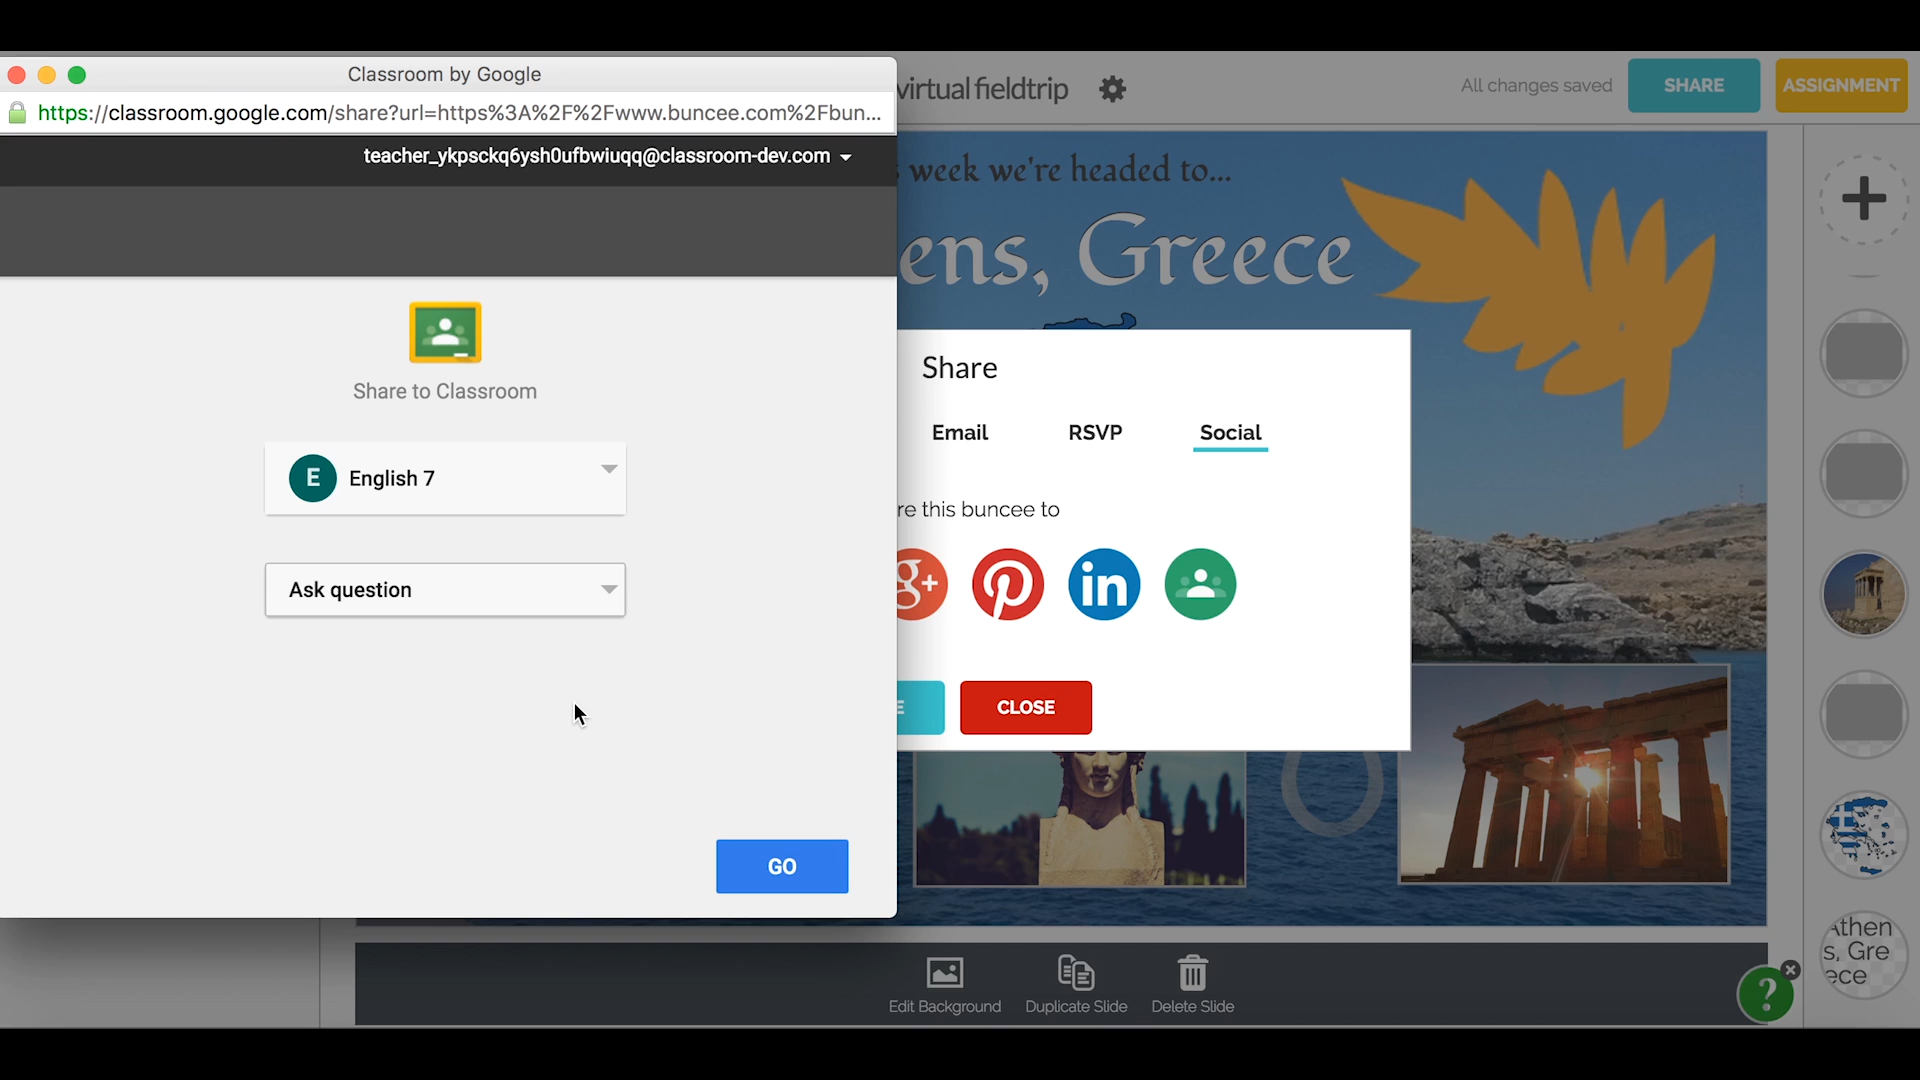 Classroom by Google
https://classroom.google.com/share?url=https%3A%2F%2Fwww.buncee.com%2Fbun...
teacher_ykpsckq6ysh0ufbwiuqq@classroom-dev.com
Share to Classroom
E English 7
Ask question
GO
virtual fieldtrip
All changes saved
SHARE
ASSIGNMENT
week we're headed to...
ens, Greece
Share
Email RSVP Social
re this buncee to
g+ in
E CLOSE
Edit Background Duplicate Slide Delete Slide
Athen
s, Gre
ece
?